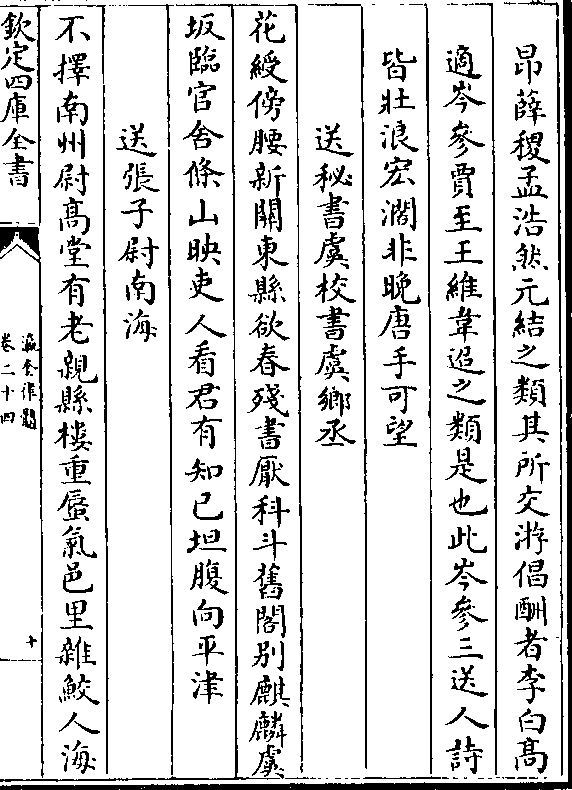 昂薛稷孟浩然元結之類其所交游倡酬者李白高
適岑參賈至王維韋迢之類是也此岑參三送人詩
皆壯浪宏濶非晚唐手可望
送秘書虞校書虞鄉丞
花綬傍腰新關東縣欲春殘書厭科斗舊閣别麒麟虞
坂臨官舍條山映吏人看君有知已坦腹向平津
送張子尉南海
不擇南州尉髙堂有老親縣樓重蜃氣邑里雜鮫人海
欽定四庫全書
瀛奎律髓
卷二十四
十